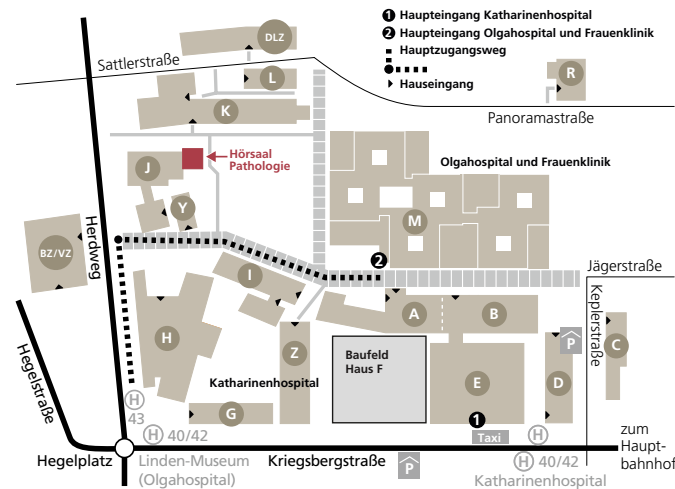 1 Haupteingang Katharinenhospital
2 Haupteingang Olgahospital und Frauenklinik
Hauptzugangsweg
Hauseingang
DLZ
Sattlerstraße
L
R
K
Panoramastraße
Hörsaal
Pathologie
Olgahospital und Frauenklinik
J
Y
M
Herdweg
BZ/VZ
2
I
Jägerstraße
Keplerstraße
Hegelstraße
H
A
B
Z
Baufeld
Haus F
P
C
Katharinenhospital
E
D
H
43
G
1
H 40/42
Taxi
H
zum
Haupt-
bahnhof
Hegelplatz
Linden-Museum
(Olgahospital)
Kriegsbergstraße
P
H 40/42
Katharinenhospital